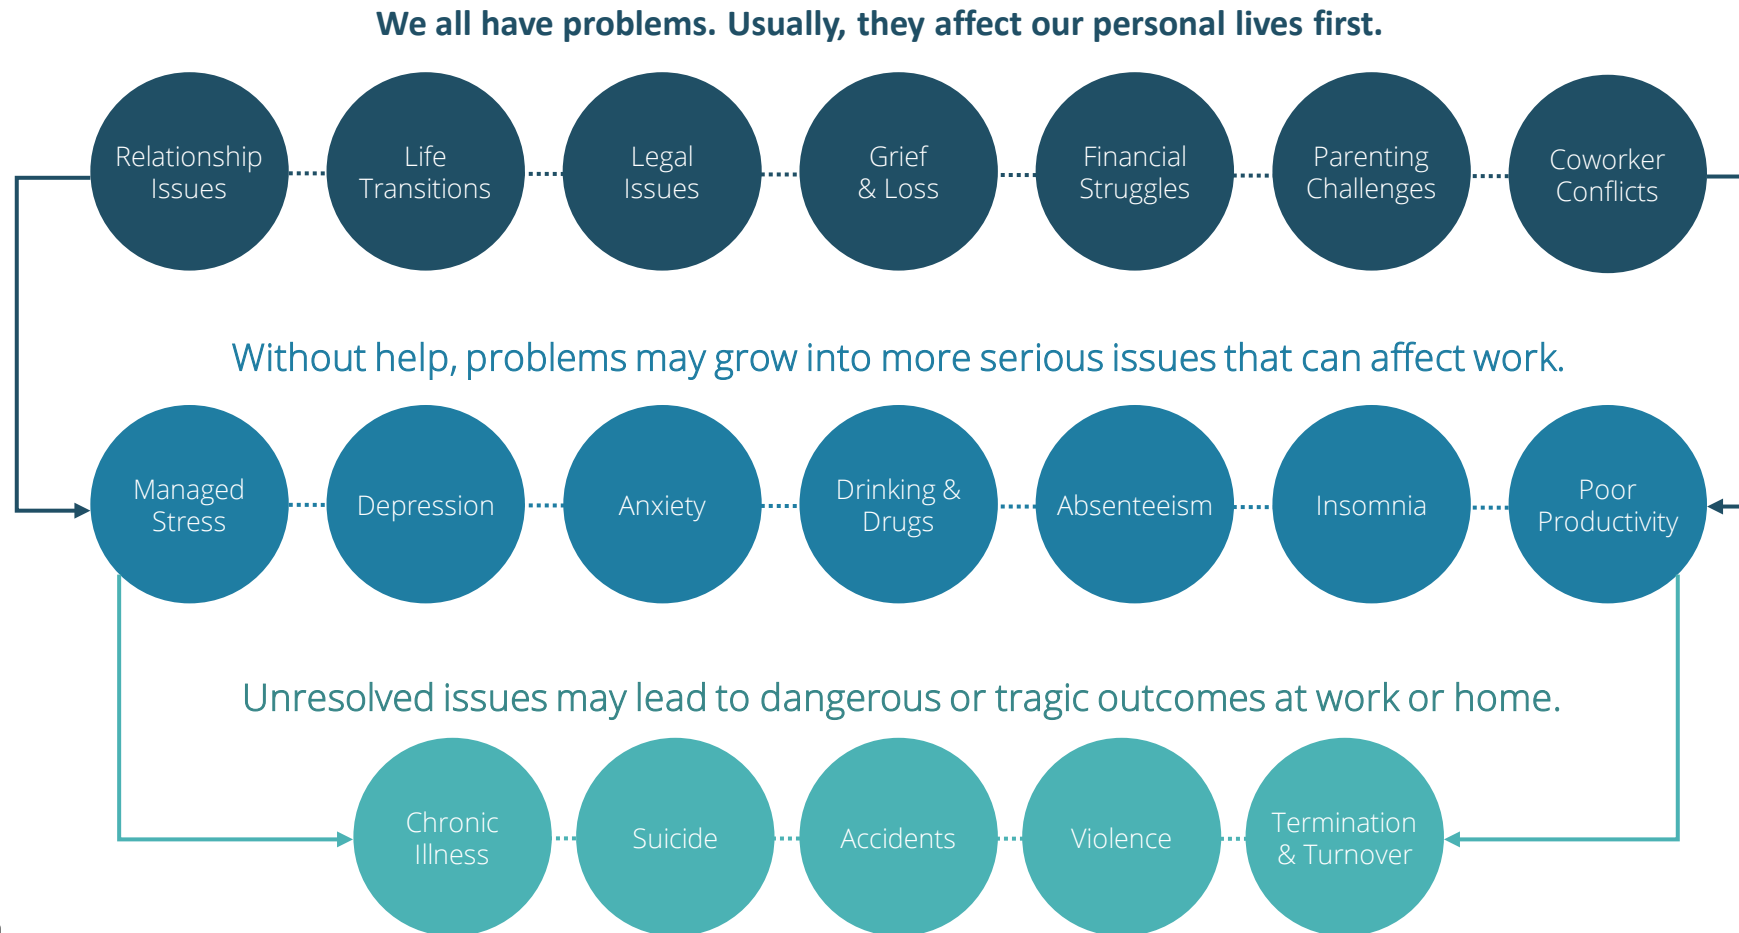 We all have problems. Usually, they affect our personal lives first.
Relationship
Issues
Life
Transitions
Legal
Issues
Grief
& Loss
Financial
Struggles
Parenting
Challenges
Coworker
Conflicts
Without help, problems may grow into more serious issues that can affect work.
Managed
Stress
Depression
Anxiety
Drinking &
Drugs
Absenteeism
Insomnia
Poor
Productivity
Unresolved issues may lead to dangerous or tragic outcomes at work or home.
Chronic
Illness
Suicide
Accidents
Violence
Termination
& Turnover